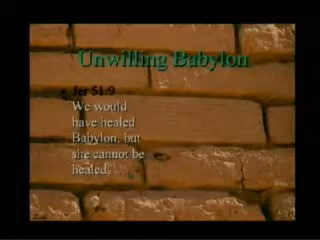 Unwilling Babylon
Jer 51:9
We would
have healed
Babylon, but
she cannot be
healed.